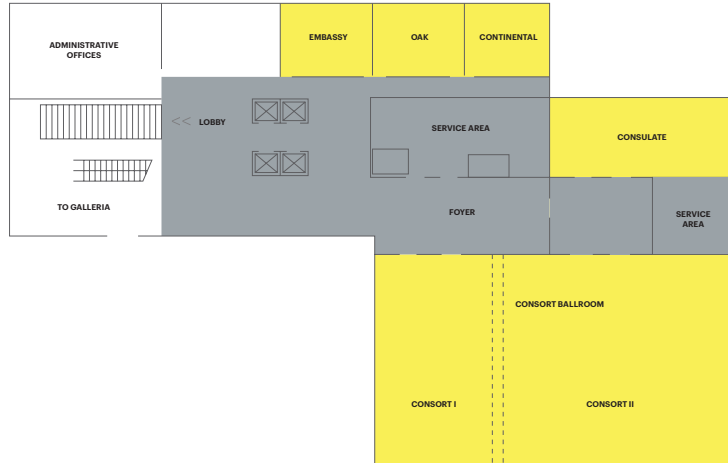 ADMINISTRATIVE
OFFICES
EMBASSY
OAK
CONTINENTAL
<< LOBBY
SERVICE AREA
CONSULATE
TO GALLERIA
FOYER
SERVICE
AREA
CONSORT BALLROOM
CONSORT I
CONSORT II